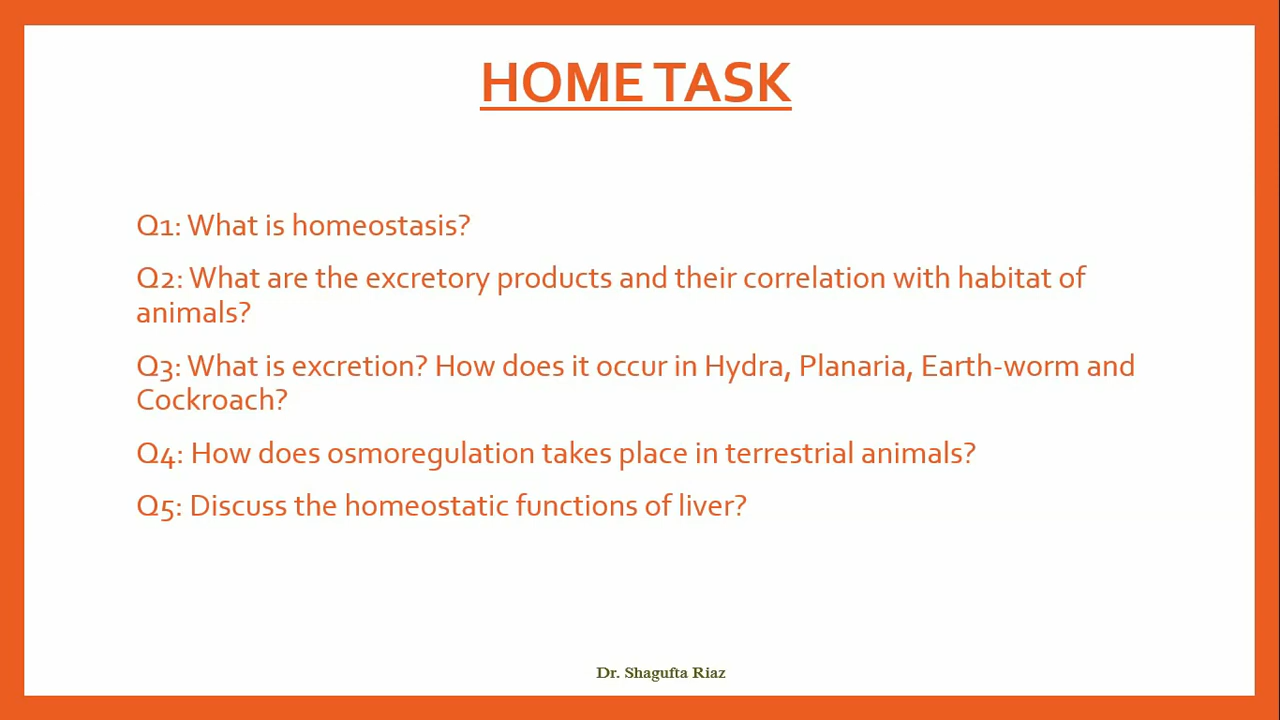 HOME TASK
Q1: What is homeostasis?
Q2: What are the excretory products and their correlation with habitat of
animals?
Q3: What is excretion? How does it occur in Hydra, Planaria, Earth-worm and
Cockroach?
Q4: How does osmoregulation takes place in terrestrial animals?
Q5: Discuss the homeostatic functions of liver?
Dr. Shagufta Riaz